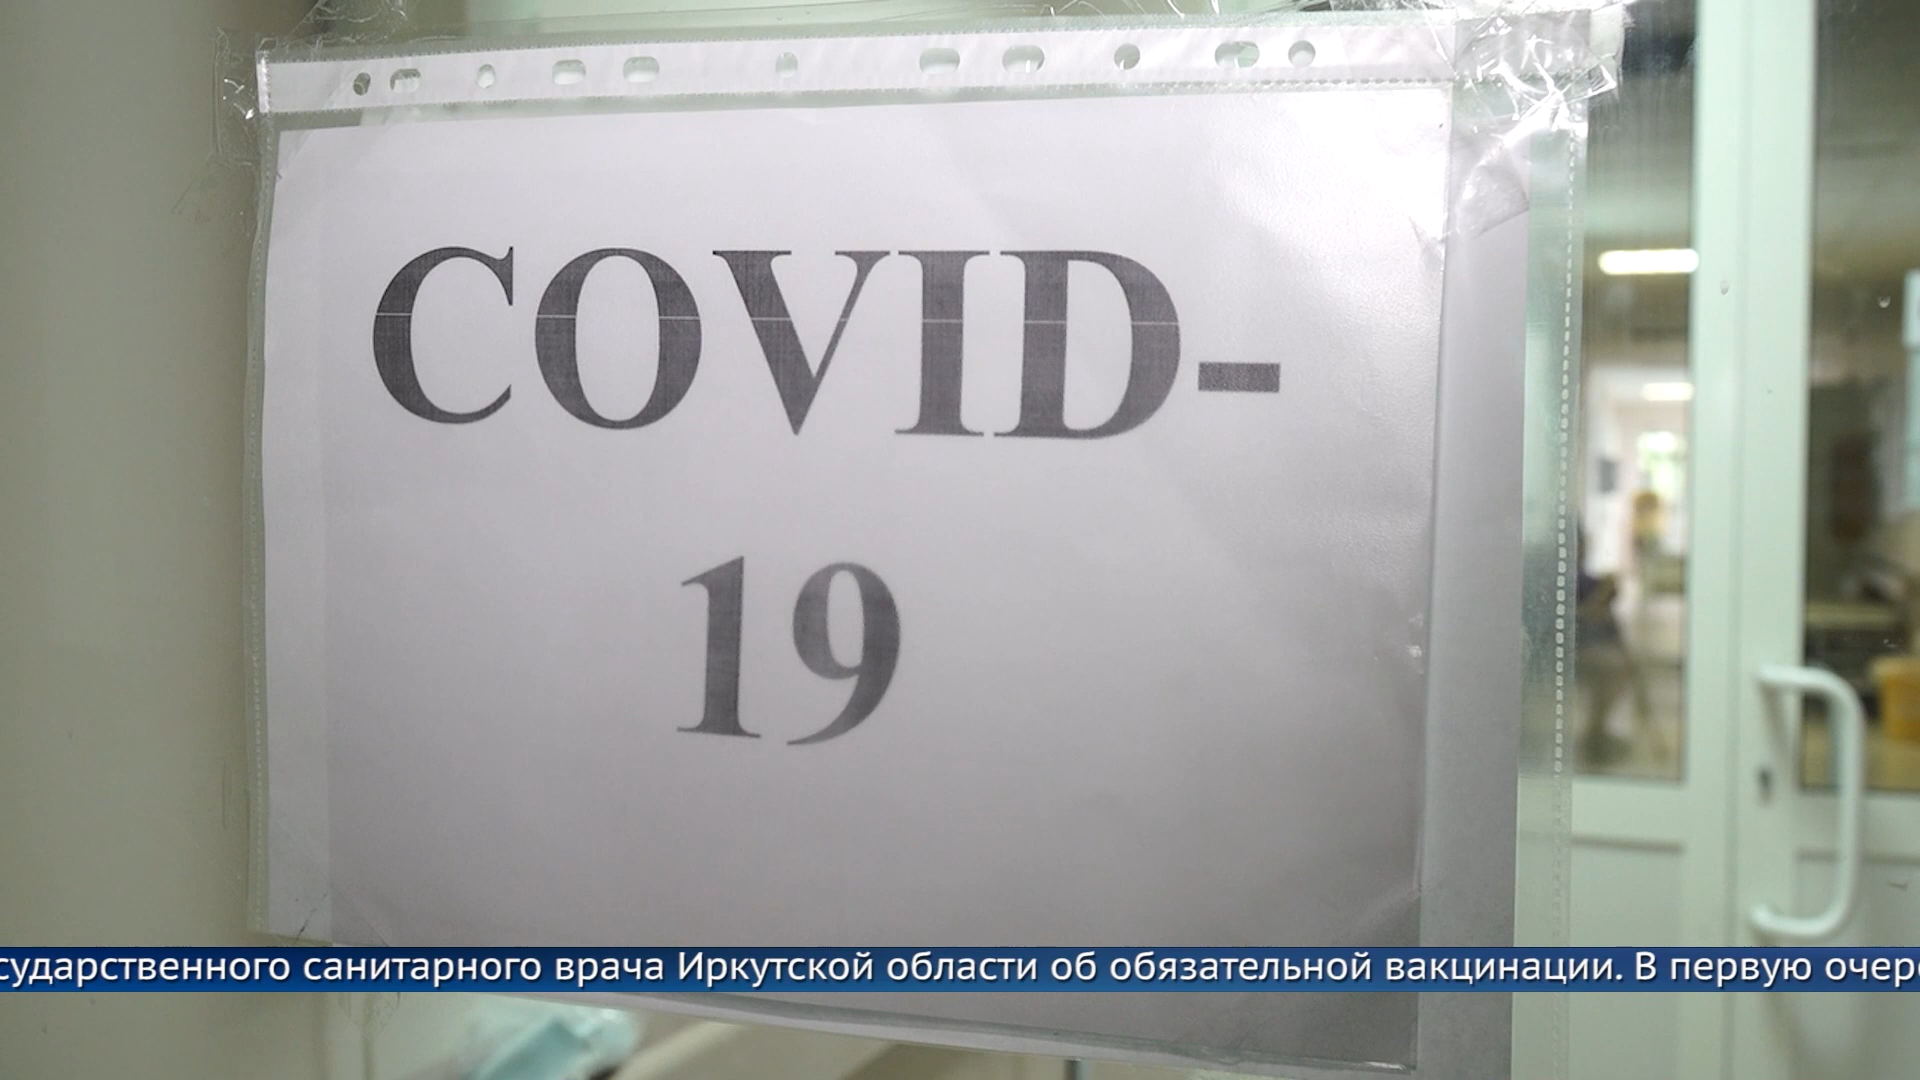 COVID-
19
сударственного санитарного врача Иркутской области об обязательной вакцинации. В первую очер